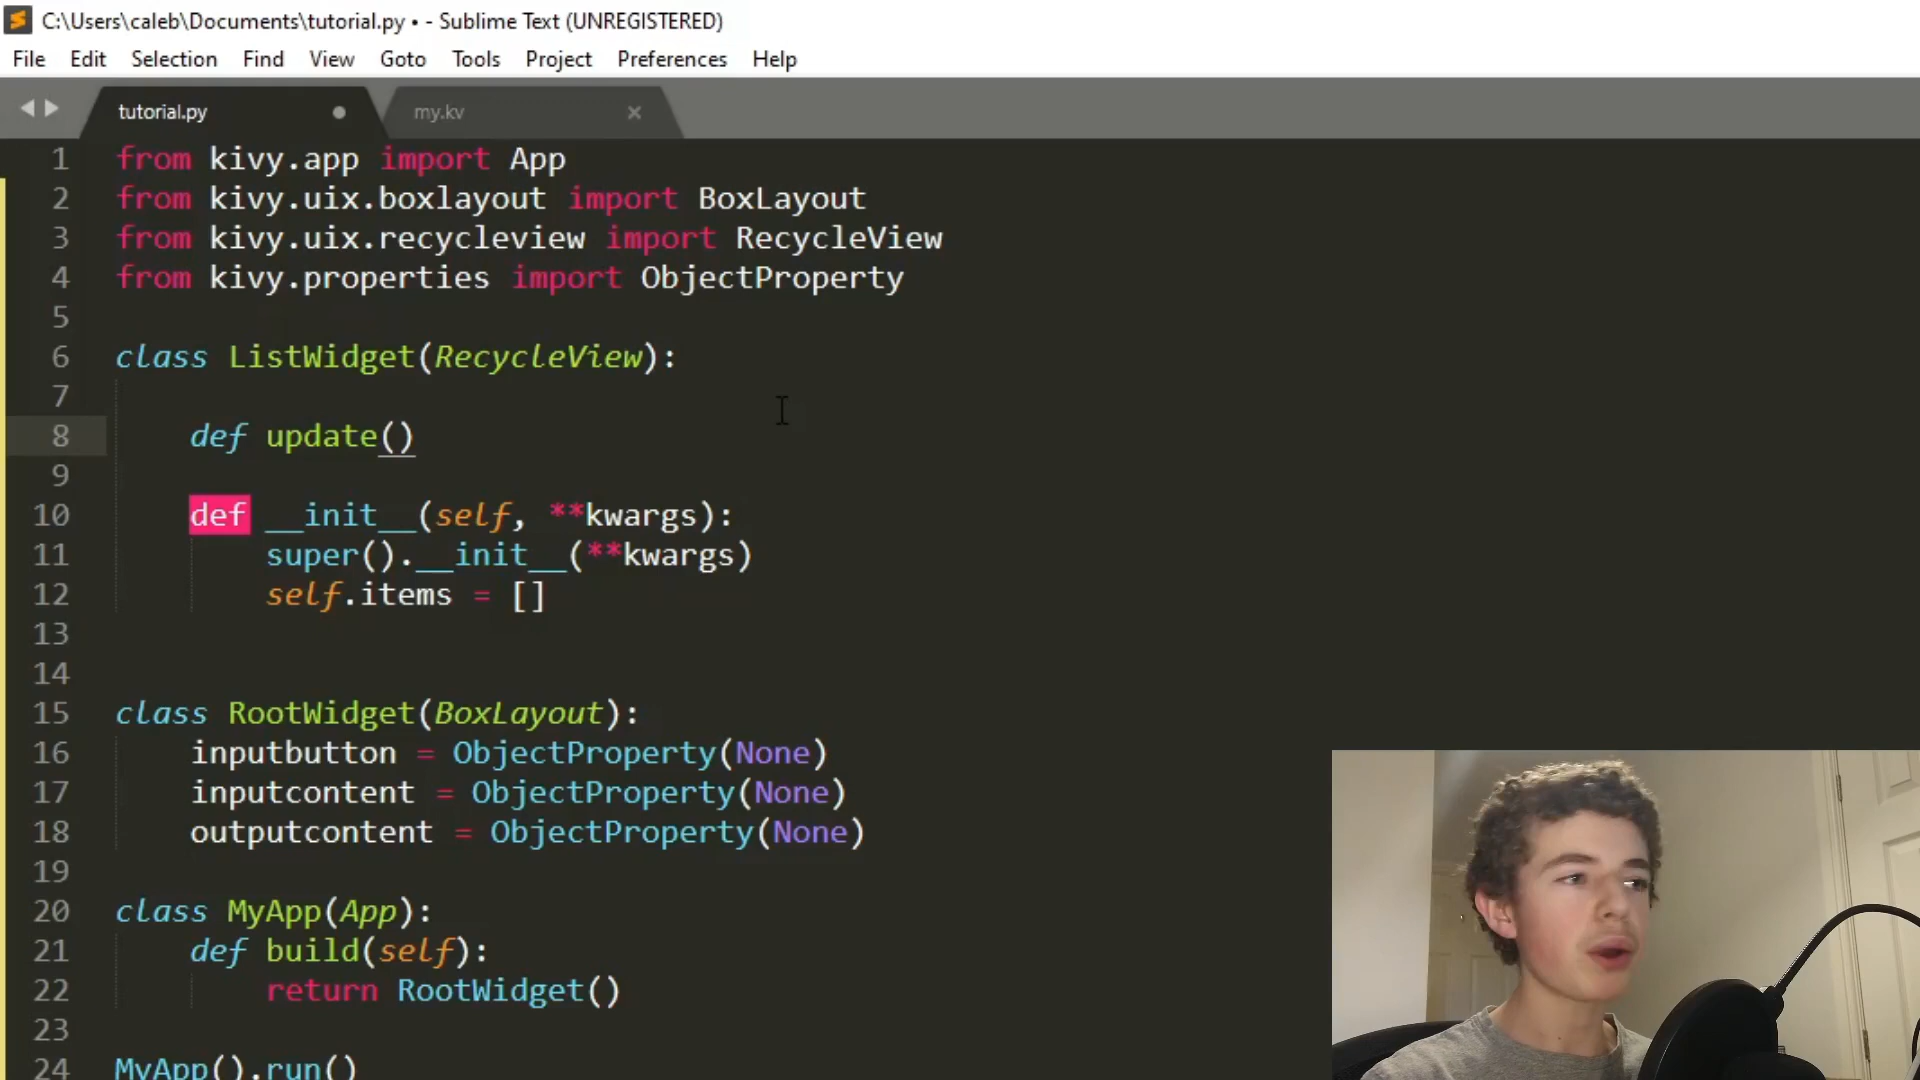 C:\Users\caleb\Documents\tutorial.py • - Sublime Text (UNREGISTERED)
File Edit Selection Find View Goto Tools Project Preferences Help
tutorial.py my.kv
1 from kivy.app import App
2 from kivy.uix.boxlayout import BoxLayout
3 from kivy.uix.recycleview import RecycleView
4 from kivy.properties import ObjectProperty
5
6 class ListWidget(RecycleView):
7
8 def update()
9
10 def __init__(self, **kwargs):
11 super().__init__(**kwargs)
12 self.items = []
13
14
15 class RootWidget(BoxLayout):
16 inputbutton = ObjectProperty(None)
17 inputcontent = ObjectProperty(None)
18 outputcontent = ObjectProperty(None)
19
20 class MyApp(App):
21 def build(self):
22 return RootWidget()
23
24 MyApp().run()